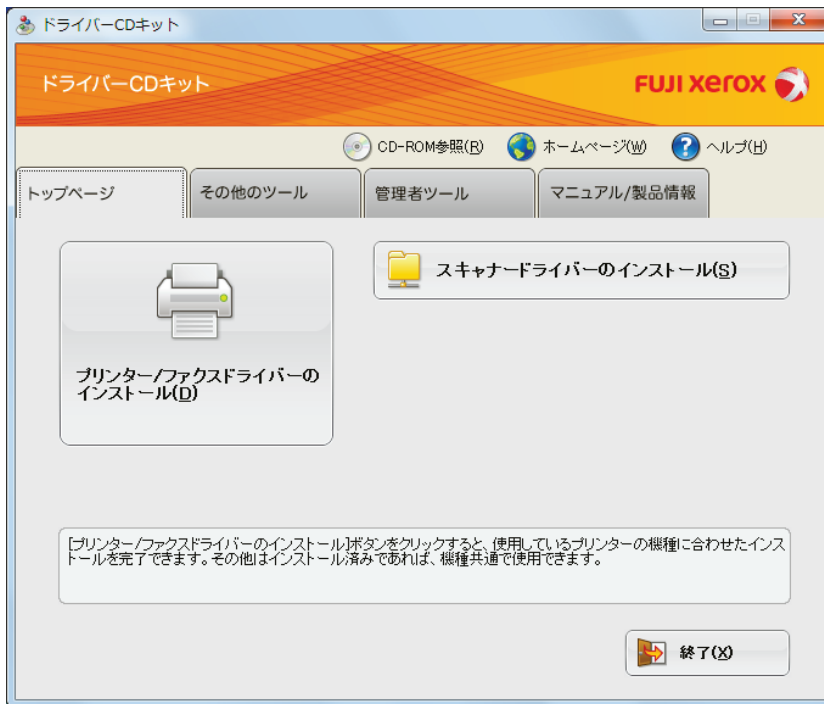 ドライバーCDキット
ドライバーCDキット
FUJI xerox
CD-ROM参照(R) ホームページ(W) ヘルプ(H)
トップページ その他のツール 管理者ツール マニュアル/製品情報
スキャナードライバーのインストール(S)
プリンター/ファクスドライバーの
インストール(D)
[プリンター/ファクスドライバーのインストール]ボタンをクリックすると、使用しているプリンターの機種に合わせたインス
トールを完了できます。その他はインストール済みであれば、機種共通で使用できます。
終了(X)